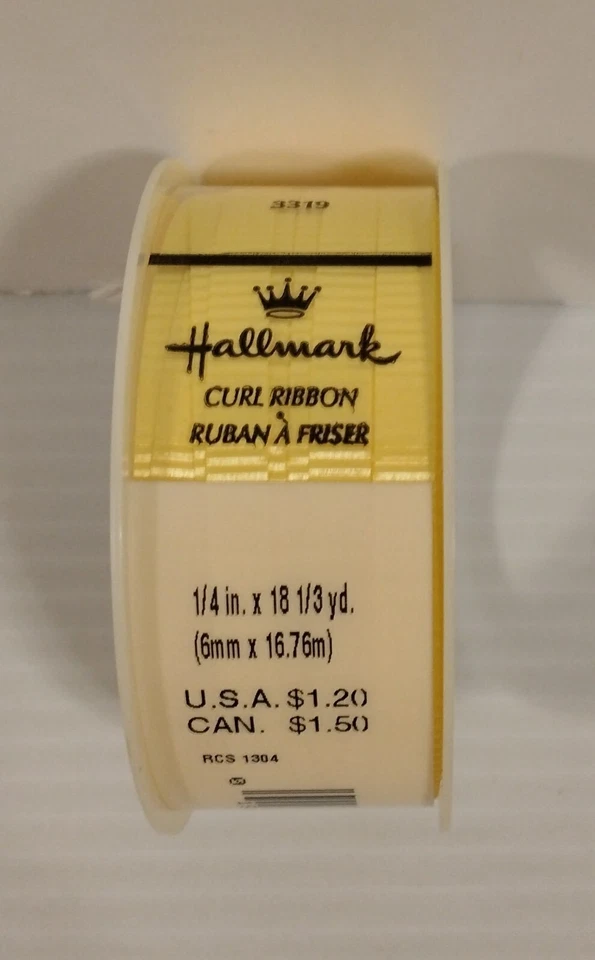 3319
Hallmark
CURL RIBBON
RUBAN À FRISER
1/4 in. x 18 1/3 yd.
(6mm x 16.76m)
U.S.A. $1.20
CAN. $1.50
RCS 1304